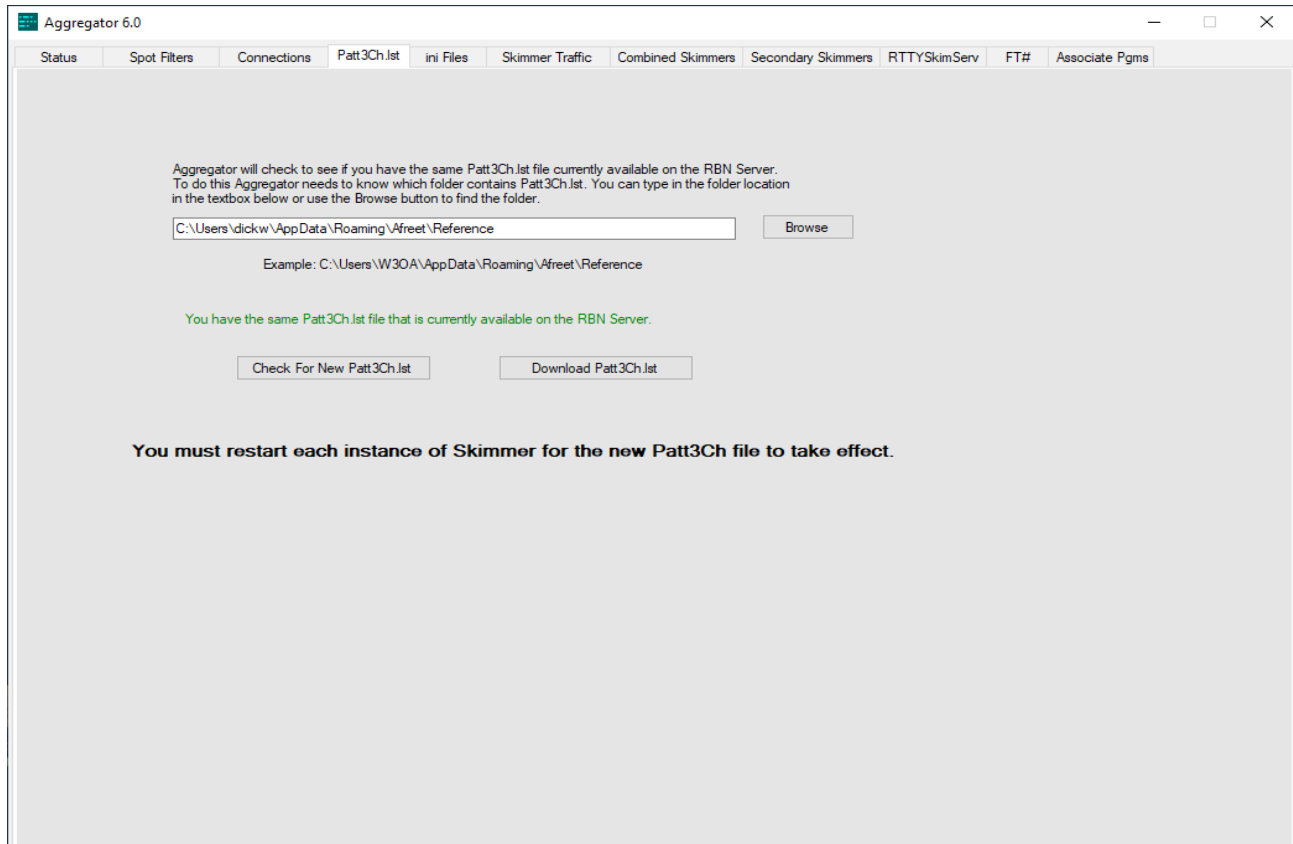 Aggregator 6.0
Status Spot Filters Connections Patt3Ch.lst ini Files Skimmer Traffic Combined Skimmers Secondary Skimmers RTTYSkimServ FT# Associate Pgms
Aggregator will check to see if you have the same Patt3Ch.lst file currently available on the RBN Server.
To do this Aggregator needs to know which folder contains Patt3Ch.lst. You can type in the folder location
in the textbox below or use the Browse button to find the folder.
C:\Users\dickw\AppData\Roaming\Afreet\Reference Browse
Example: C:\Users\W3OA\AppData\Roaming\Afreet\Reference
You have the same Patt3Ch.lst file that is currently available on the RBN Server.
Check For New Patt3Ch.lst Download Patt3Ch.lst
You must restart each instance of Skimmer for the new Patt3Ch file to take effect.